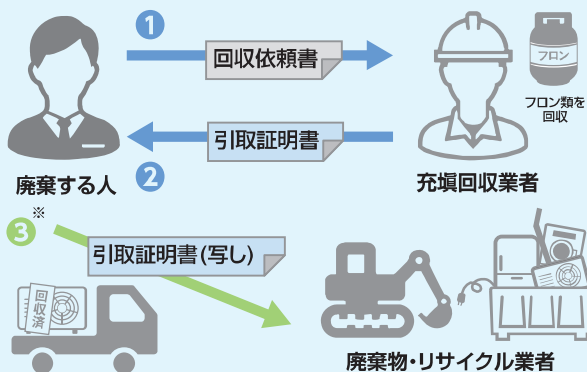 1
回収依頼書
フロン
フロン類を
回収
引取証明書
2
廃棄する人
充塡回収業者
3
※
引取証明書(写し)
回収済
廃棄物・リサイクル業者